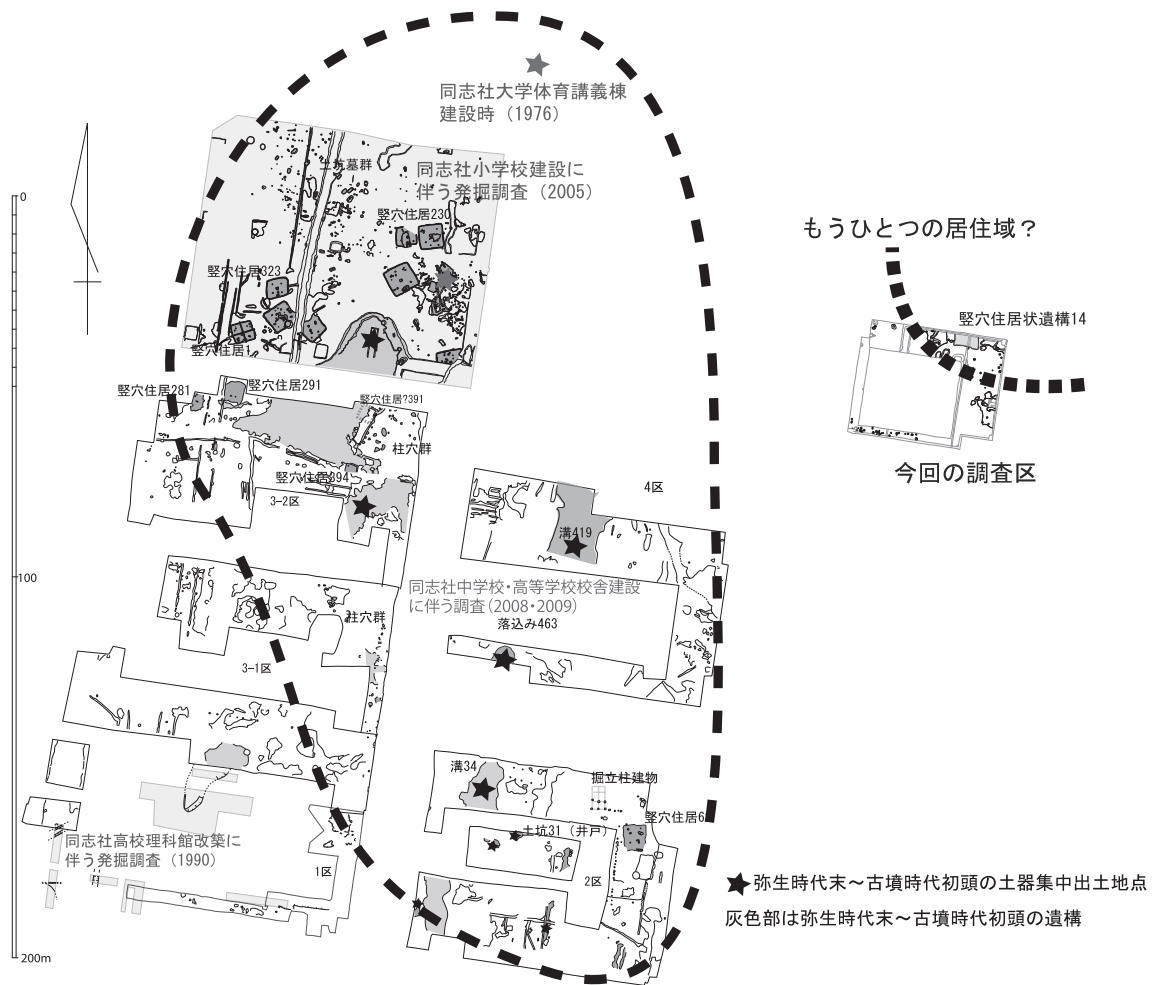 同志社大学体育講義棟
建設時（1976）
土坑墓群
同志社小学校建設に
伴う発掘調査（2005）
0
竪穴住居230
もうひとつの居住域？
竪穴住居323
竪穴住居状遺構14
竪穴住居1
竪穴住居281
竪穴住居291
竪穴住居?391
柱穴群
今回の調査区
竪穴住居394
3-2区
4区
溝419
100
同志社中学校・高等学校校舎建設
に伴う調査（2008・2009）
落込み463
柱穴群
3-1区
溝34
掘立柱建物
竪穴住居6
土坑31（井戸）
同志社高校理科館改築に
伴う発掘調査（1990）
1区
2区
★弥生時代末～古墳時代初頭の土器集中出土地点
灰色部は弥生時代末～古墳時代初頭の遺構
200m